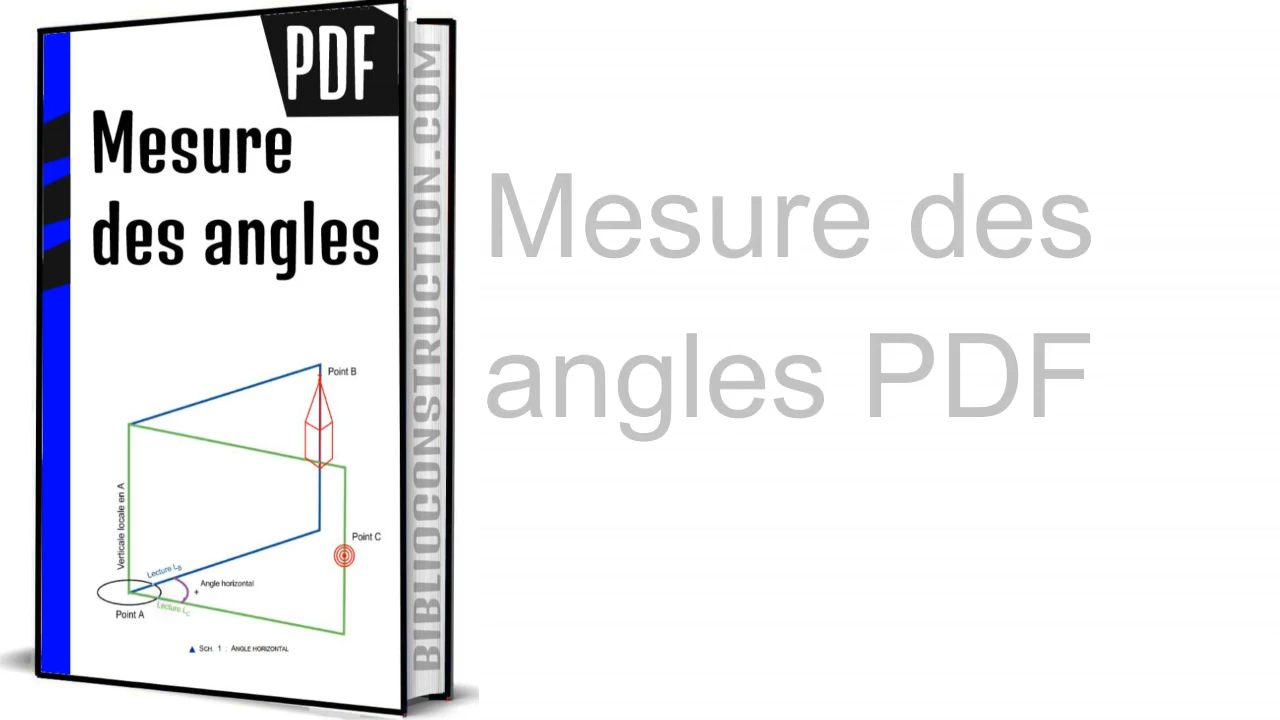 PDF
Mesure
des angles
Point B
Verticale locale en A
Point C
Lecture LB
Angle horizontal
+
Lecture LC
Point A
▲ SCH. 1 : ANGLE HORIZONTAL
BIBLIOCONSTRUCTION.COM
Mesure des
angles PDF